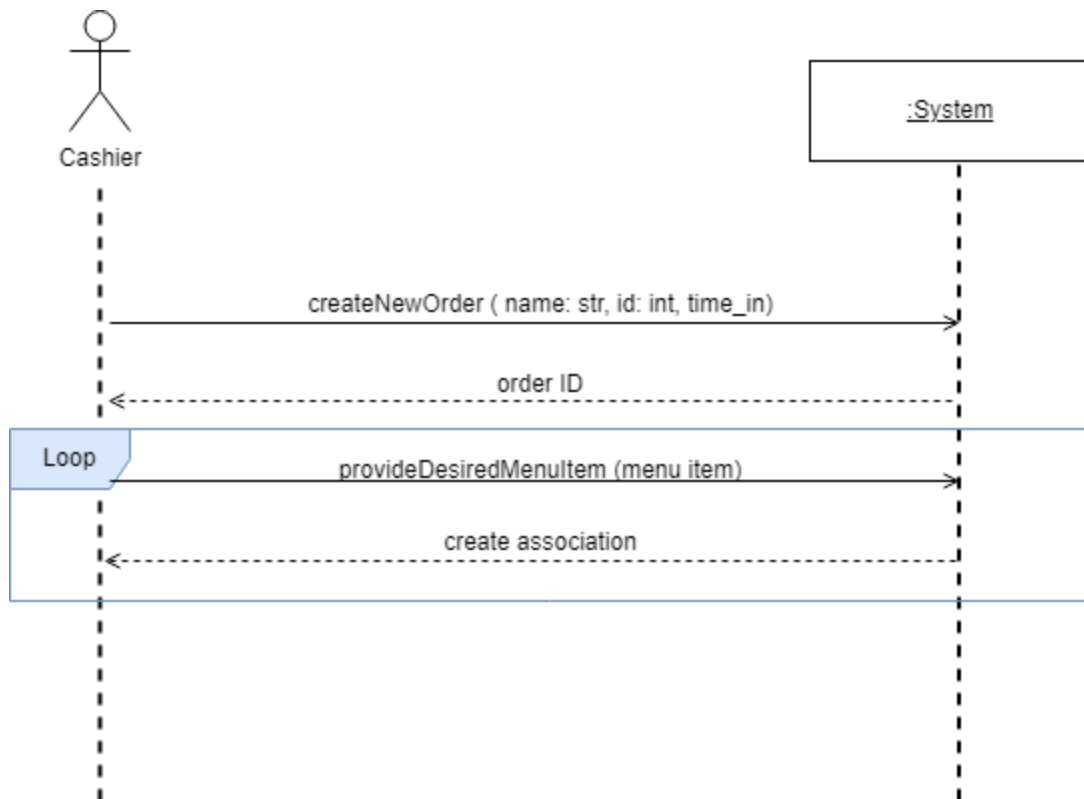 :System
Cashier
createNewOrder ( name: str, id: int, time_in)
order ID
Loop
provideDesiredMenuItem (menu item)
create association